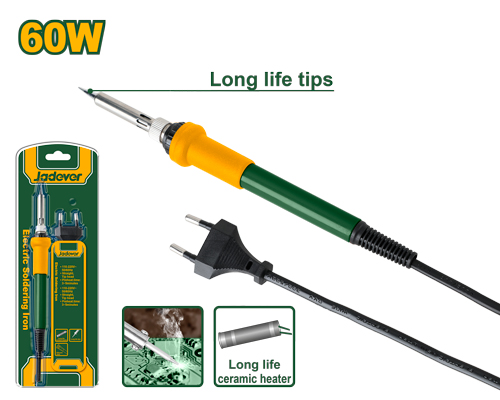 60W
Long life tips
Jadever
Electric Soldering Iron
Long life
ceramic heater